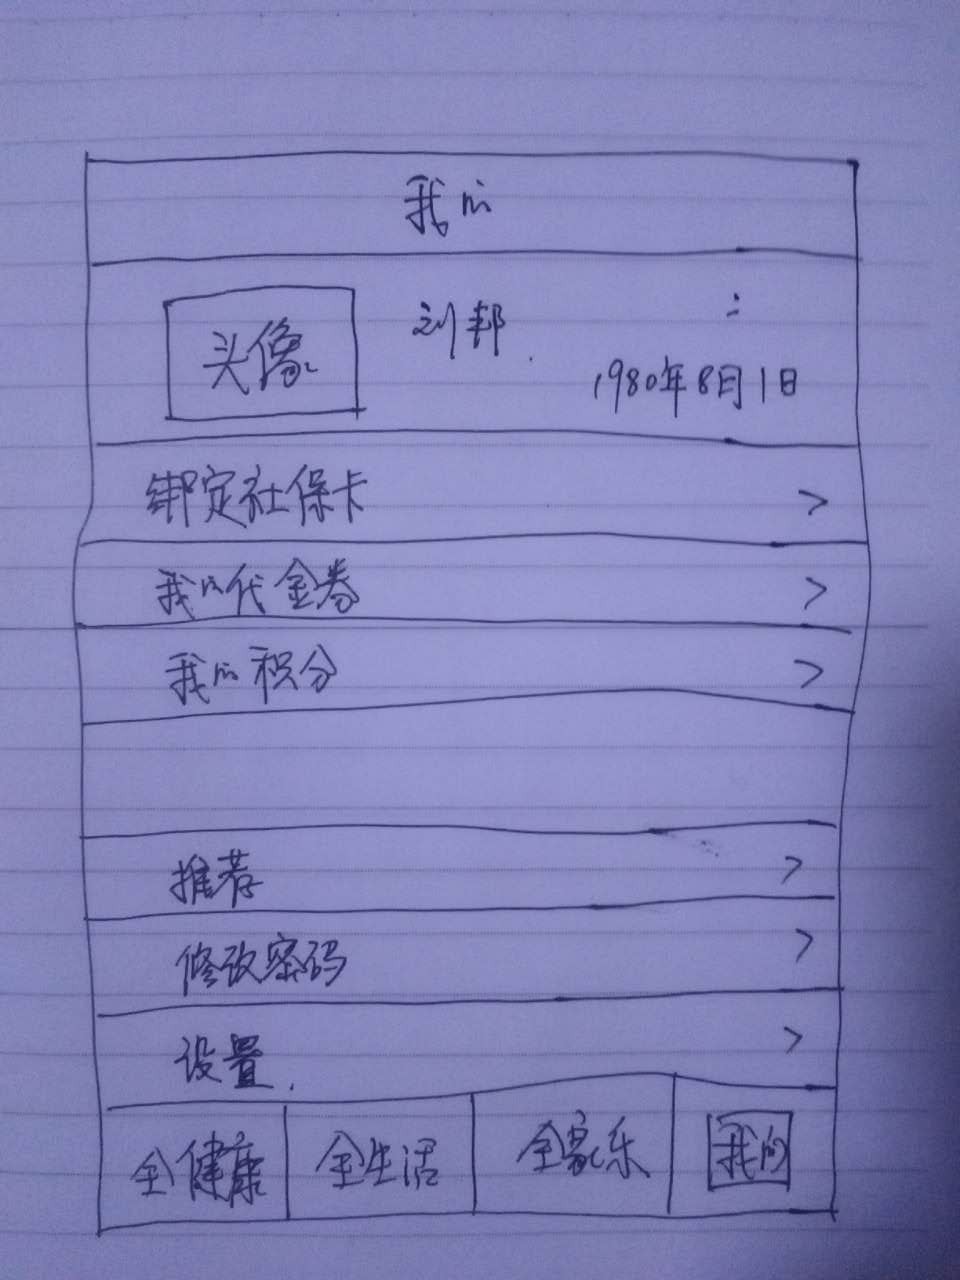 我的
头像 刘邦
1980年8月1日
绑定社保卡 >
我的代金券 >
我的积分 >
推荐 >
修改密码 >
设置 >
全健康 全生活 全家乐 我的